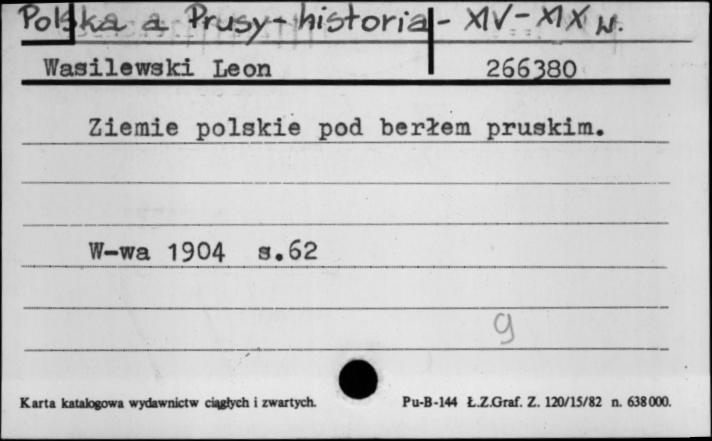 Polska a Prusy - historia - XIV - XIX w.
Wasilewski Leon 266380
Ziemie polskie pod berłem pruskim.
W-wa 1904 s.62
g
Karta katalogowa wydawnictw ciągłych i zwartych. Pu-B-144 Ł.Z.Graf. Z. 120/15/82 n. 638 000.